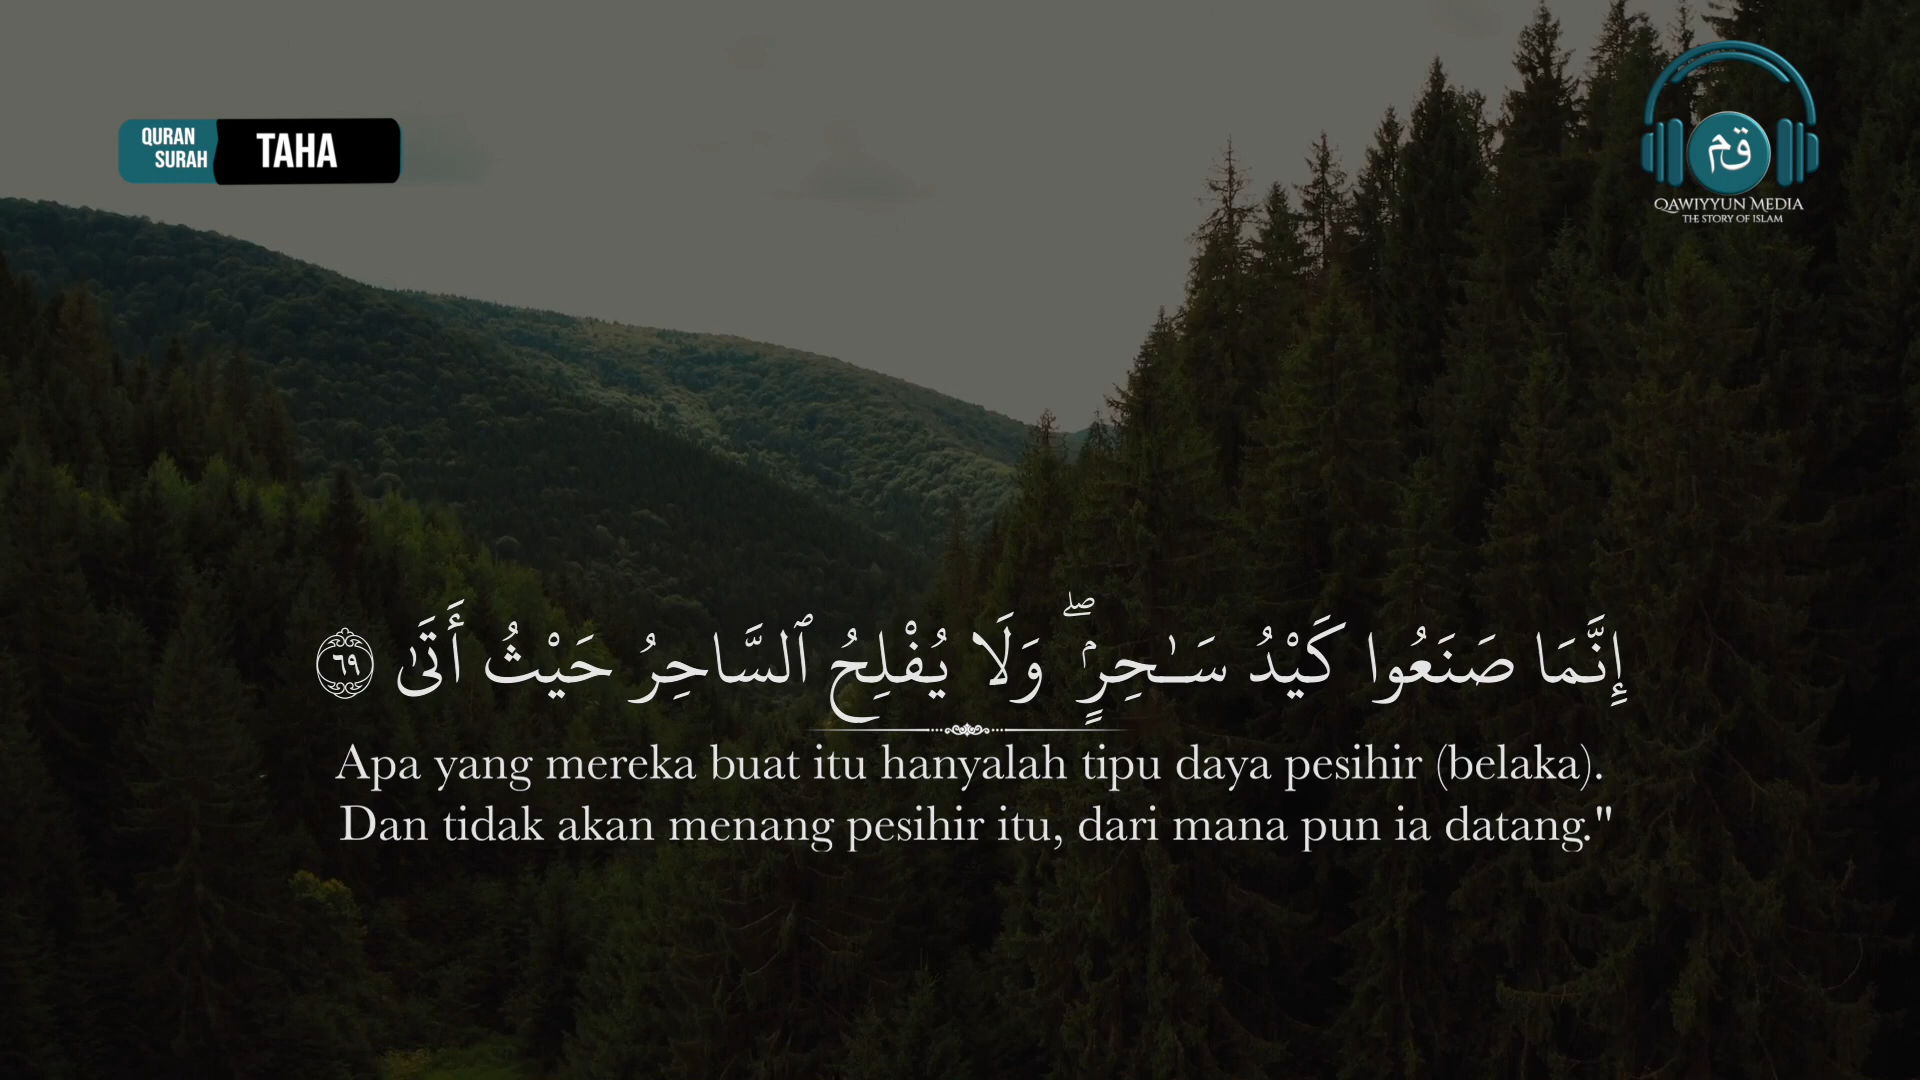 QURAN
SURAH
TAHA
قم
QAWIYYUN MEDIA
THE STORY OF ISLAM
إِنَّمَا صَنَعُوا كَيْدُ سَـٰحِرٍۢ ۖ وَلَا يُفْلِحُ ٱلسَّاحِرُ حَيْثُ أَتَىٰ ٦٩
Apa yang mereka buat itu hanyalah tipu daya pesihir (belaka).
Dan tidak akan menang pesihir itu, dari mana pun ia datang."